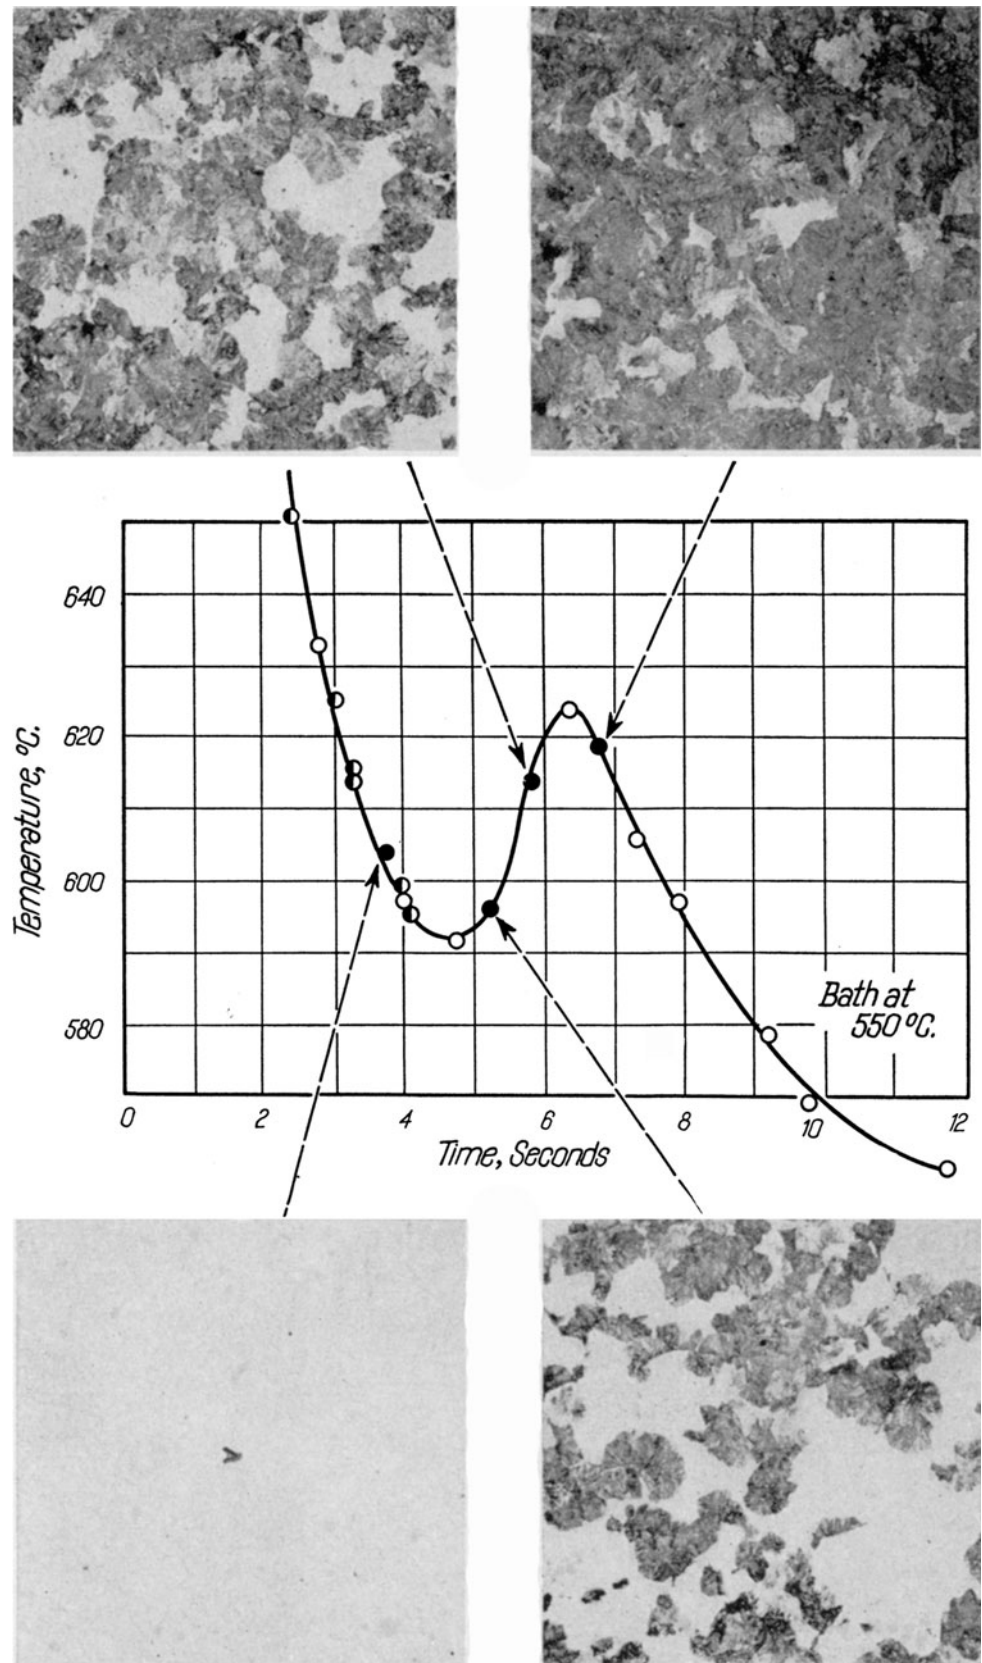 640
620
600
580
Temperature, °C.
Bath at
550 °C.
0 2 4 6 8 10 12
Time, Seconds